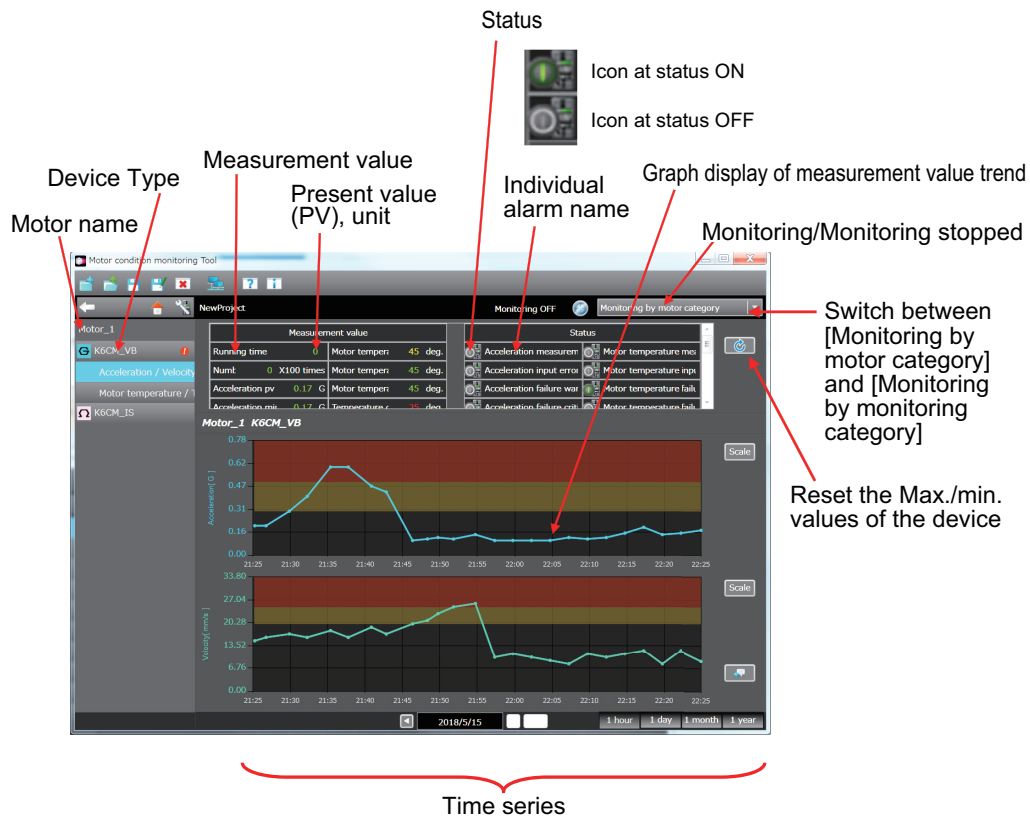 Status
Icon at status ON
Icon at status OFF
Measurement value
Device Type
Present value
(PV), unit
Individual
alarm name
Graph display of measurement value trend
Motor name
Monitoring/Monitoring stopped
Switch between
[Monitoring by
motor category]
and [Monitoring
by monitoring
category]
Reset the Max./min.
values of the device
Motor condition monitoring Tool
NewProject
Monitoring OFF
Monitoring by motor category
Motor_1
K6CM_VB
Acceleration / Velocity
Motor temperature / T
K6CM_IS
Measurement value
Running time 0 Motor tempera 45 deg.
Numb 0 X100 times Motor tempera 45 deg.
Acceleration pv 0.17 G Motor tempera 45 deg.
Acceleration min 0.17 G Temperature c 25 deg.
Status
Acceleration measurem Motor temperature mea
Acceleration input error Motor temperature inpu
Acceleration failure war Motor temperature failu
Acceleration failure criti Motor temperature failu
Motor_1 K6CM_VB
Scale
Acceleration[ G ]
0.78
0.62
0.47
0.31
0.16
0.00
21:25 21:30 21:35 21:40 21:45 21:50 21:55 22:00 22:05 22:10 22:15 22:20 22:25
Scale
Velocity[ mm/s ]
33.80
27.04
20.28
13.52
6.76
0.00
21:25 21:30 21:35 21:40 21:45 21:50 21:55 22:00 22:05 22:10 22:15 22:20 22:25
2018/5/15
1 hour 1 day 1 month 1 year
Time series